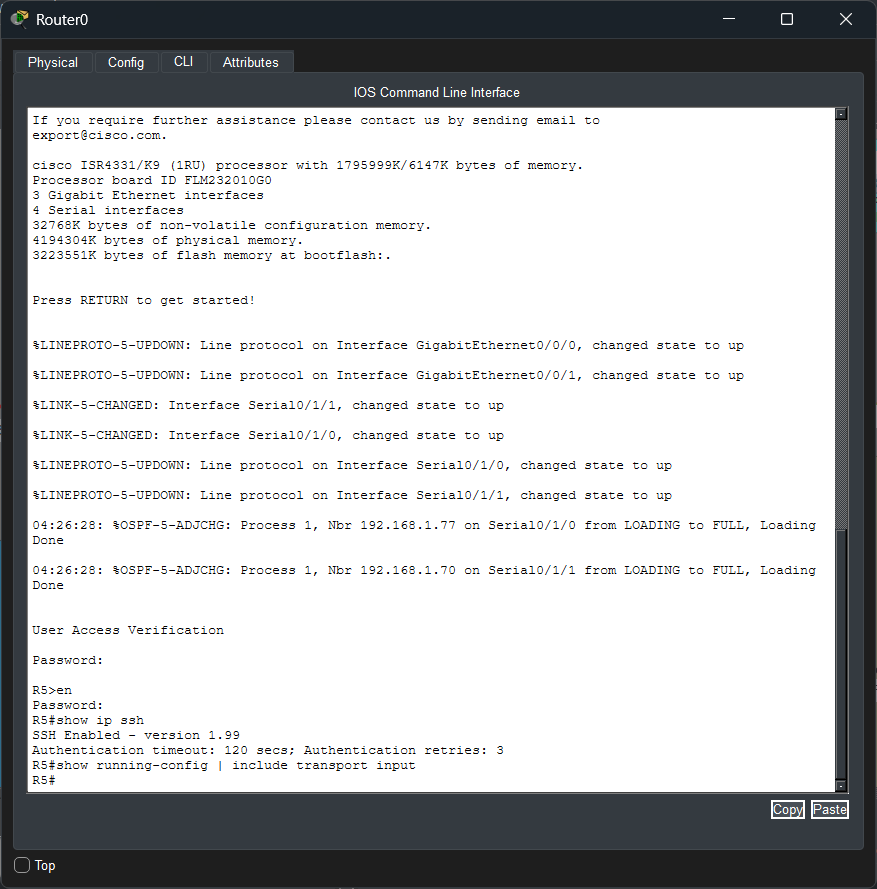 Router0
Physical
Config
CLI
Attributes
IOS Command Line Interface
If you require further assistance please contact us by sending email to
export@cisco.com.
cisco ISR4331/K9 (1RU) processor with 1795999K/6147K bytes of memory.
Processor board ID FLM232010G0
3 Gigabit Ethernet interfaces
4 Serial interfaces
32768K bytes of non-volatile configuration memory.
4194304K bytes of physical memory.
3223551K bytes of flash memory at bootflash:.
Press RETURN to get started!
%LINEPROTO-5-UPDOWN: Line protocol on Interface GigabitEthernet0/0/0, changed state to up
%LINEPROTO-5-UPDOWN: Line protocol on Interface GigabitEthernet0/0/1, changed state to up
%LINK-5-CHANGED: Interface Serial0/1/1, changed state to up
%LINK-5-CHANGED: Interface Serial0/1/0, changed state to up
%LINEPROTO-5-UPDOWN: Line protocol on Interface Serial0/1/0, changed state to up
%LINEPROTO-5-UPDOWN: Line protocol on Interface Serial0/1/1, changed state to up
04:26:28: %OSPF-5-ADJCHG: Process 1, Nbr 192.168.1.77 on Serial0/1/0 from LOADING to FULL, Loading
Done
04:26:28: %OSPF-5-ADJCHG: Process 1, Nbr 192.168.1.70 on Serial0/1/1 from LOADING to FULL, Loading
Done
User Access Verification
Password:
R5>en
Password:
R5#show ip ssh
SSH Enabled - version 1.99
Authentication timeout: 120 secs; Authentication retries: 3
R5#show running-config | include transport input
R5#
Copy
Paste
Top